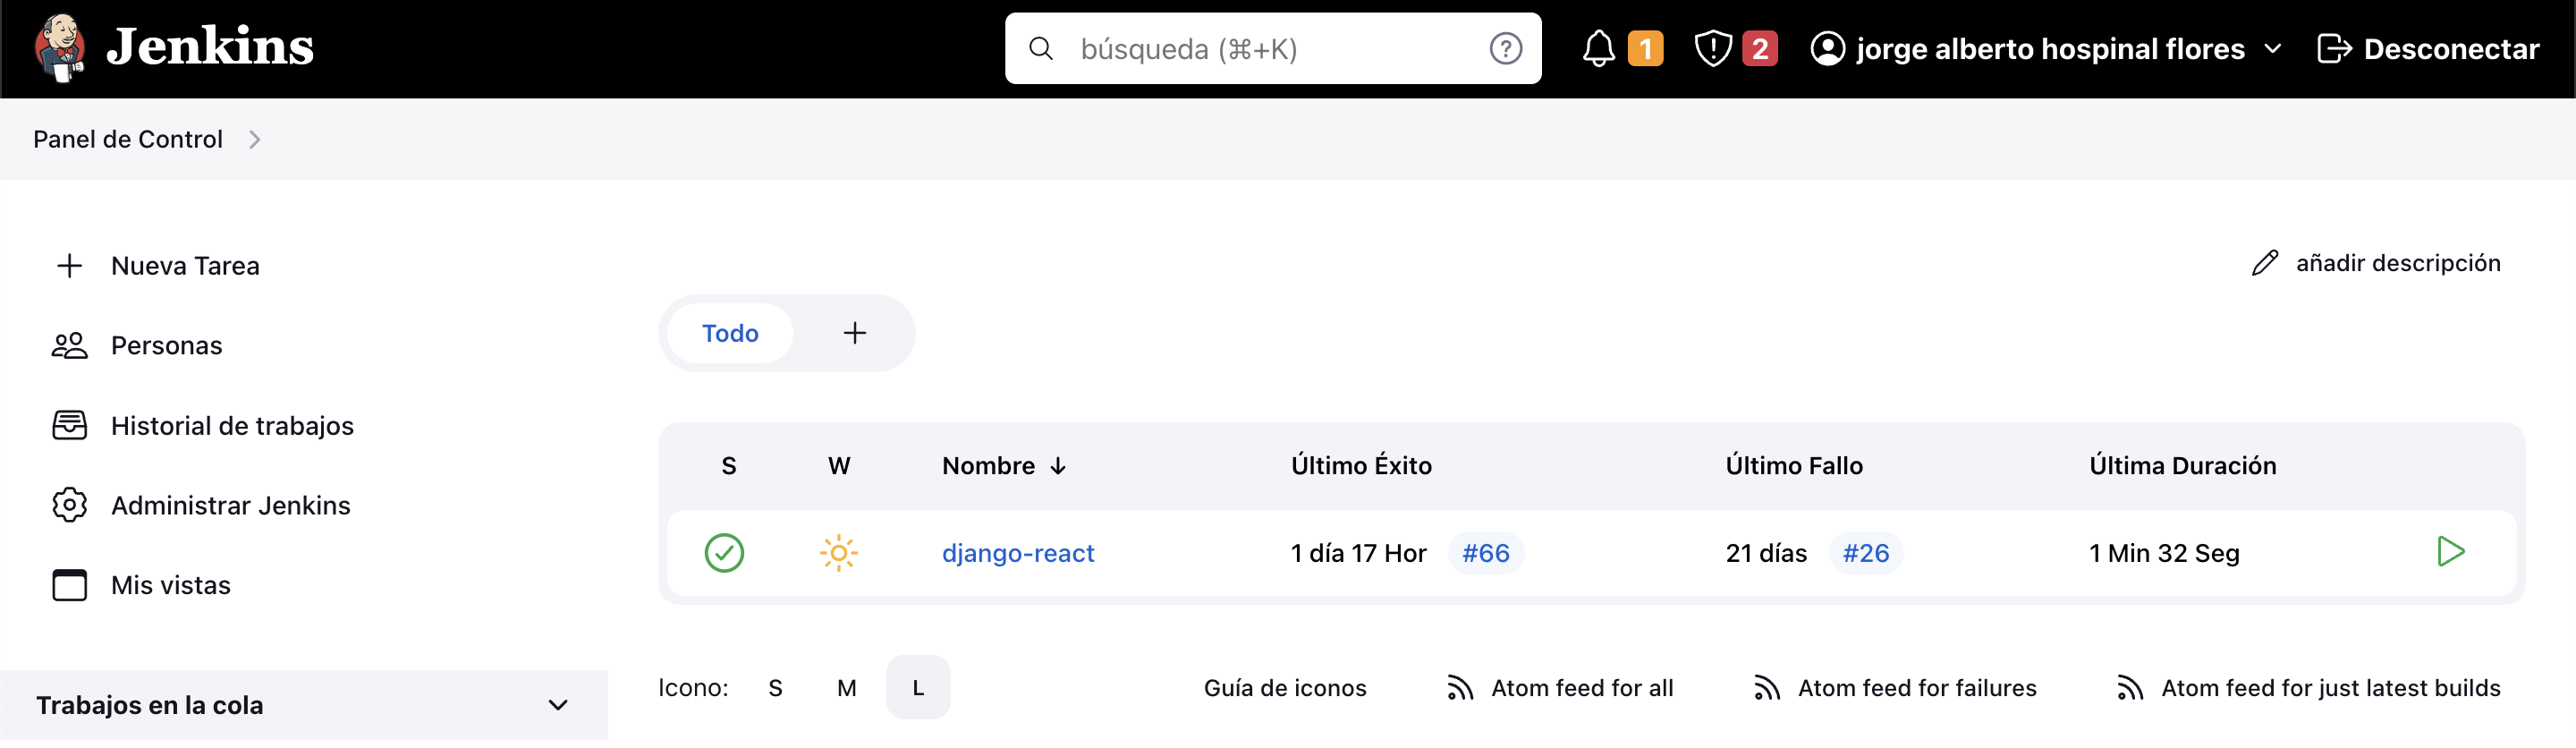 Jenkins
búsqueda (⌘+K)
1
2
jorge alberto hospinal flores
Desconectar
Panel de Control
Nueva Tarea
Personas
Historial de trabajos
Administrar Jenkins
Mis vistas
Trabajos en la cola
añadir descripción
Todo
S W Nombre ↓ Último Éxito Último Fallo Última Duración
django-react 1 día 17 Hor #66 21 días #26 1 Min 32 Seg
Icono: S M L
Guía de iconos Atom feed for all Atom feed for failures Atom feed for just latest builds